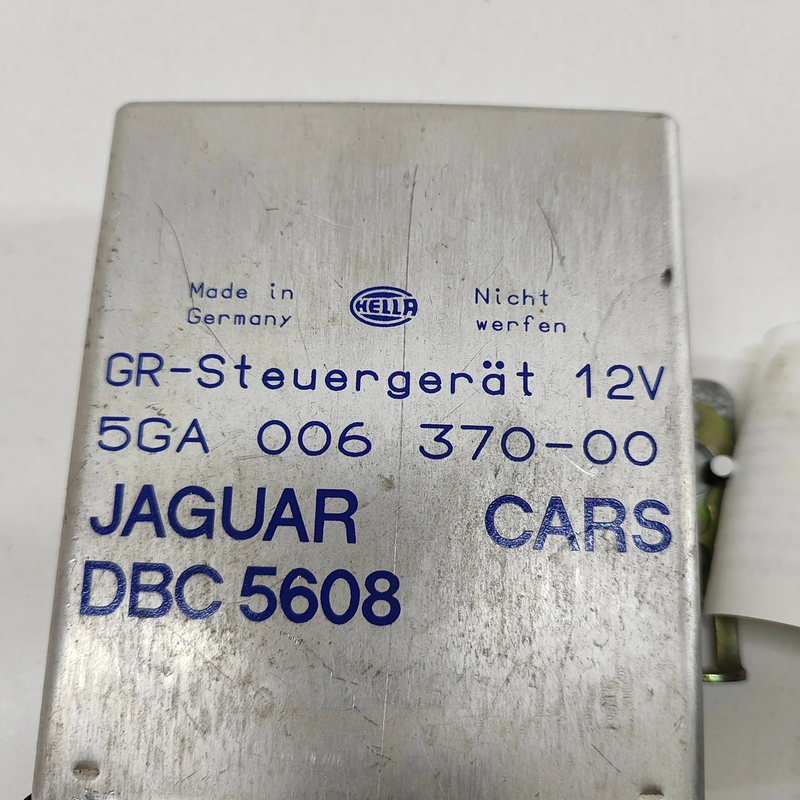 Made in Germany
HELLA
Nicht werfen
GR-Steuergerät 12V
5GA 006 370-00
JAGUAR CARS
DBC 5608